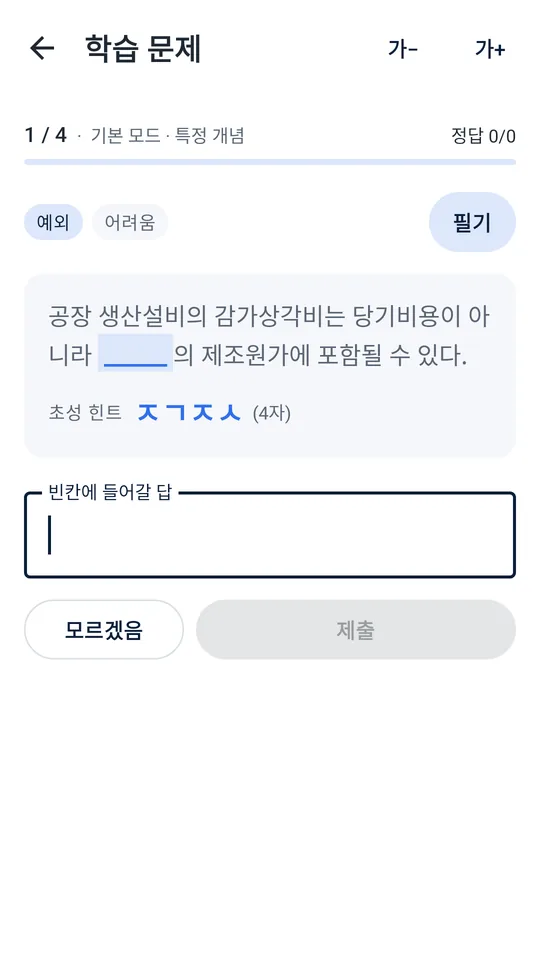 학습 문제
가-
가+
1 / 4 · 기본 모드 · 특정 개념
정답 0/0
예외
어려움
필기
공장 생산설비의 감가상각비는 당기비용이 아
니라 ____의 제조원가에 포함될 수 있다.
초성 힌트 ㅈㄱㅈㅅ (4자)
빈칸에 들어갈 답
모르겠음
제출